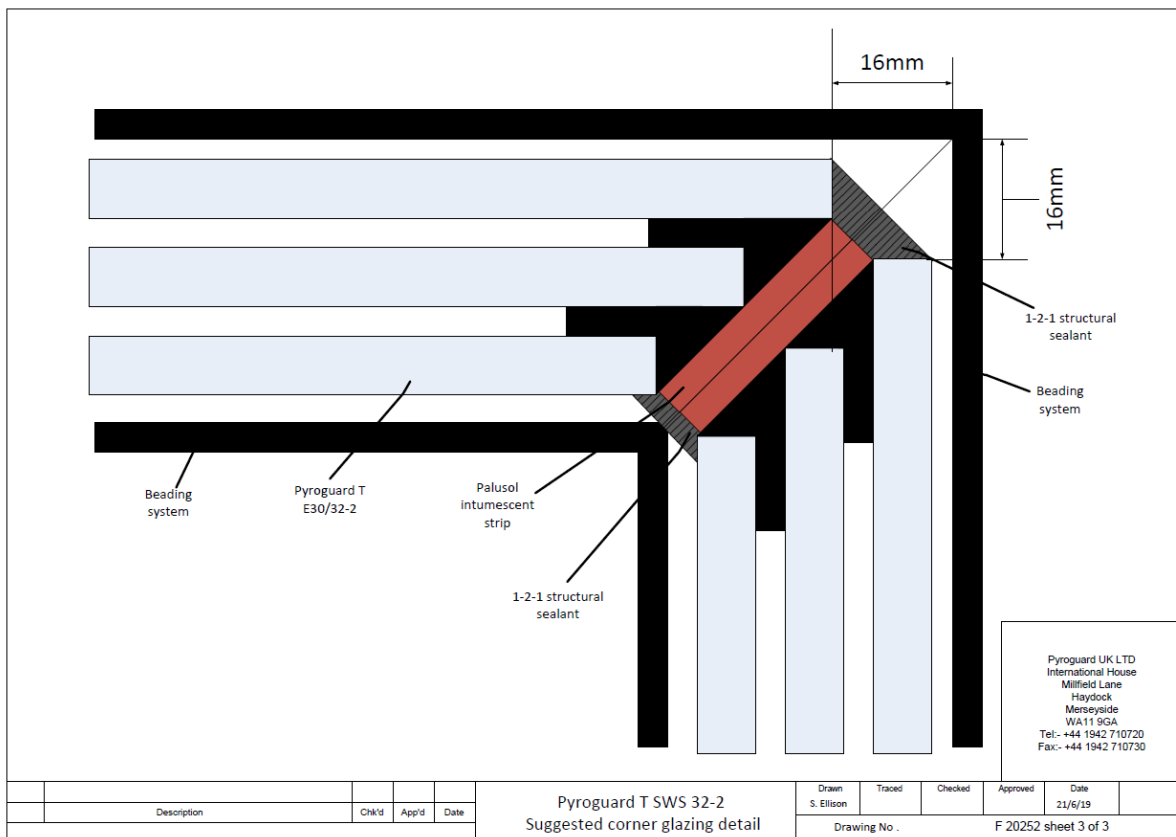 16mm
16mm
1-2-1 structural
sealant
Beading
system
Beading
system
Pyroguard T
E30/32-2
Palusol
intumescent
strip
1-2-1 structural
sealant
Pyroguard UK LTD
International House
Millfield Lane
Haydock
Merseyside
WA11 9GA
Tel:- +44 1942 710720
Fax:- +44 1942 710730
Description Chk'd App'd Date
Pyroguard T SWS 32-2
Suggested corner glazing detail
Drawn Traced Checked Approved Date
S. Ellison 21/6/19
Drawing No . F 20252 sheet 3 of 3